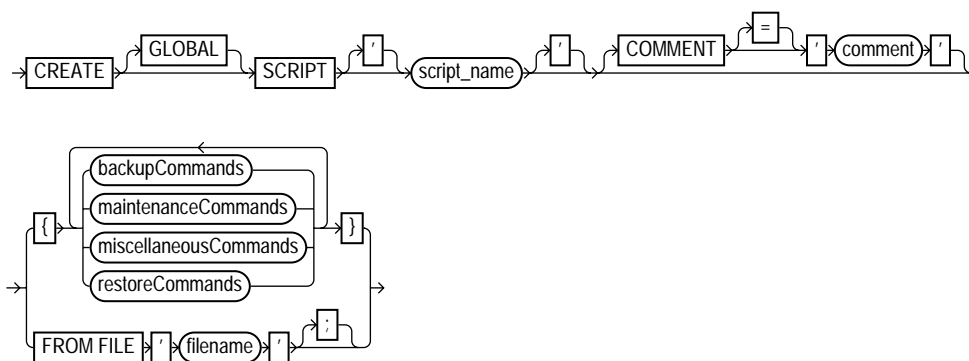 CREATE GLOBAL SCRIPT ' script_name ' COMMENT = ' comment '
{ backupCommands }
maintenanceCommands
miscellaneousCommands
restoreCommands
FROM FILE ' filename ' ;